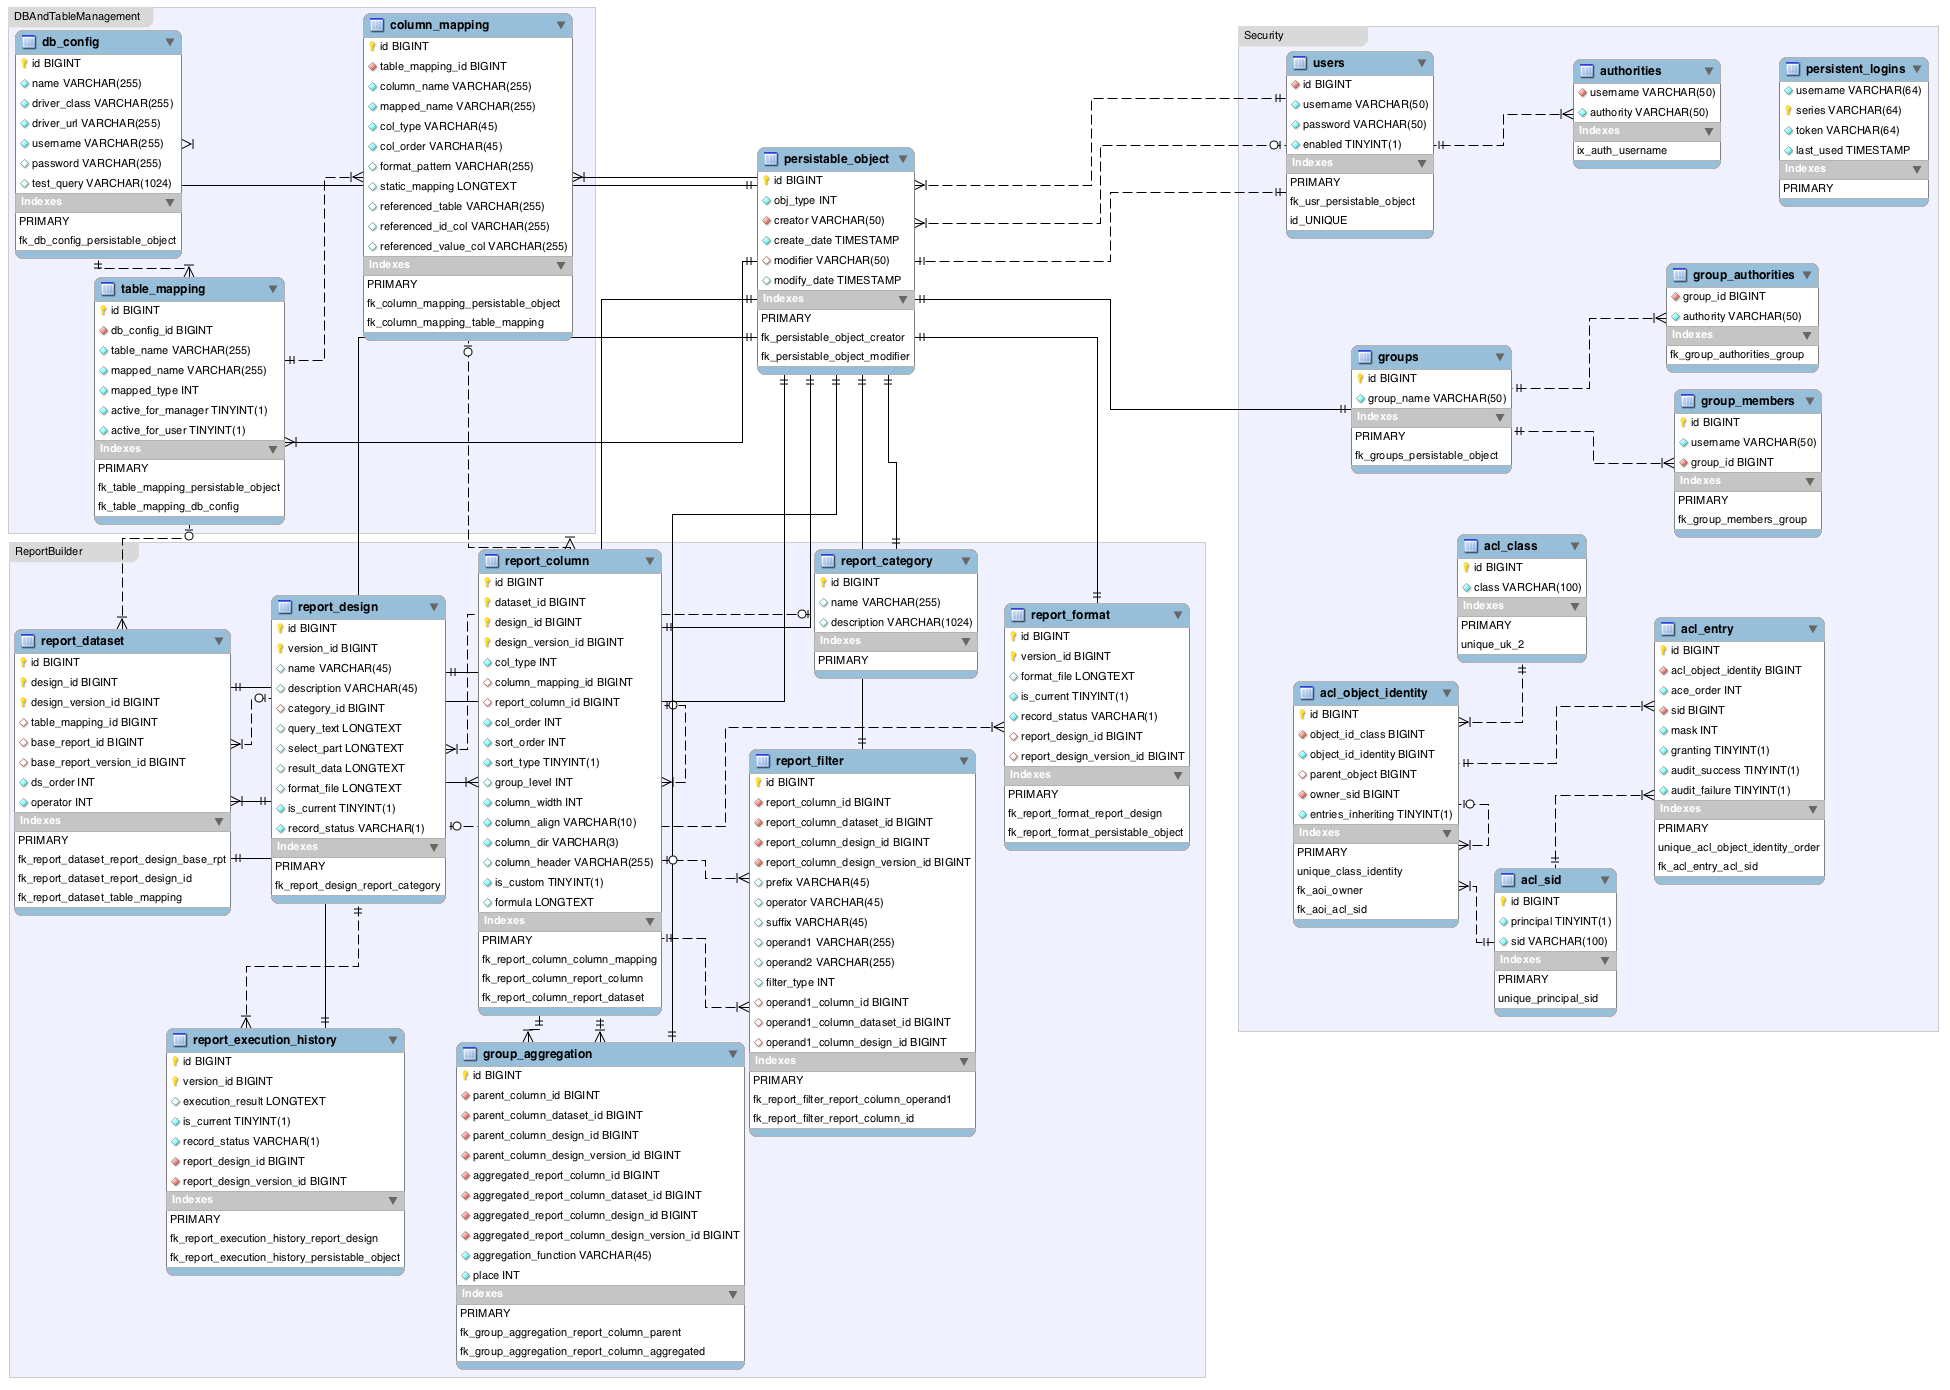 DBAndTableManagement
db_config
id BIGINT
name VARCHAR(255)
driver_class VARCHAR(255)
driver_url VARCHAR(255)
username VARCHAR(255)
password VARCHAR(255)
test_query VARCHAR(1024)
Indexes
PRIMARY
fk_db_config_persistable_object
column_mapping
id BIGINT
table_mapping_id BIGINT
column_name VARCHAR(255)
mapped_name VARCHAR(255)
col_type VARCHAR(45)
col_order VARCHAR(45)
format_pattern VARCHAR(255)
static_mapping LONGTEXT
referenced_table VARCHAR(255)
referenced_id_col VARCHAR(255)
referenced_value_col VARCHAR(255)
Indexes
PRIMARY
fk_column_mapping_persistable_object
fk_column_mapping_table_mapping
table_mapping
id BIGINT
db_config_id BIGINT
table_name VARCHAR(255)
mapped_name VARCHAR(255)
mapped_type INT
active_for_manager TINYINT(1)
active_for_user TINYINT(1)
Indexes
PRIMARY
fk_table_mapping_persistable_object
fk_table_mapping_db_config
persistable_object
id BIGINT
obj_type INT
creator VARCHAR(50)
create_date TIMESTAMP
modifier VARCHAR(50)
modify_date TIMESTAMP
Indexes
PRIMARY
fk_persistable_object_creator
fk_persistable_object_modifier
Security
users
id BIGINT
username VARCHAR(50)
password VARCHAR(50)
enabled TINYINT(1)
Indexes
PRIMARY
fk_usr_persistable_object
id_UNIQUE
authorities
username VARCHAR(50)
authority VARCHAR(50)
Indexes
ix_auth_username
persistent_logins
username VARCHAR(64)
series VARCHAR(64)
token VARCHAR(64)
last_used TIMESTAMP
Indexes
PRIMARY
group_authorities
group_id BIGINT
authority VARCHAR(50)
Indexes
fk_group_authorities_group
groups
id BIGINT
group_name VARCHAR(50)
Indexes
PRIMARY
fk_groups_persistable_object
group_members
id BIGINT
username VARCHAR(50)
group_id BIGINT
Indexes
PRIMARY
fk_group_members_group
acl_class
id BIGINT
class VARCHAR(100)
Indexes
PRIMARY
unique_uk_2
acl_entry
id BIGINT
acl_object_identity BIGINT
ace_order INT
sid BIGINT
mask INT
granting TINYINT(1)
audit_success TINYINT(1)
audit_failure TINYINT(1)
Indexes
PRIMARY
unique_acl_object_identity_order
fk_acl_entry_acl_sid
acl_object_identity
id BIGINT
object_id_class BIGINT
object_id_identity BIGINT
parent_object BIGINT
owner_sid BIGINT
entries_inheriting TINYINT(1)
Indexes
PRIMARY
unique_class_identity
fk_aoi_owner
fk_aoi_acl_sid
acl_sid
id BIGINT
principal TINYINT(1)
sid VARCHAR(100)
Indexes
PRIMARY
unique_principal_sid
ReportBuilder
report_dataset
id BIGINT
design_id BIGINT
design_version_id BIGINT
table_mapping_id BIGINT
base_report_id BIGINT
base_report_version_id BIGINT
ds_order INT
operator INT
Indexes
PRIMARY
fk_report_dataset_report_design_base_rpt
fk_report_dataset_report_design_id
fk_report_dataset_table_mapping
report_design
id BIGINT
version_id BIGINT
name VARCHAR(45)
description VARCHAR(45)
category_id BIGINT
query_text LONGTEXT
select_part LONGTEXT
result_data LONGTEXT
format_file LONGTEXT
is_current TINYINT(1)
record_status VARCHAR(1)
Indexes
PRIMARY
fk_report_design_report_category
report_column
id BIGINT
dataset_id BIGINT
design_id BIGINT
design_version_id BIGINT
col_type INT
column_mapping_id BIGINT
report_column_id BIGINT
col_order INT
sort_order INT
sort_type TINYINT(1)
group_level INT
column_width INT
column_align VARCHAR(10)
column_dir VARCHAR(3)
column_header VARCHAR(255)
is_custom TINYINT(1)
formula LONGTEXT
Indexes
PRIMARY
fk_report_column_column_mapping
fk_report_column_report_column
fk_report_column_report_dataset
report_category
id BIGINT
name VARCHAR(255)
description VARCHAR(1024)
Indexes
PRIMARY
report_format
id BIGINT
version_id BIGINT
format_file LONGTEXT
is_current TINYINT(1)
record_status VARCHAR(1)
report_design_id BIGINT
report_design_version_id BIGINT
Indexes
PRIMARY
fk_report_format_report_design
fk_report_format_persistable_object
report_filter
id BIGINT
report_column_id BIGINT
report_column_dataset_id BIGINT
report_column_design_id BIGINT
report_column_design_version_id BIGINT
prefix VARCHAR(45)
operator VARCHAR(45)
suffix VARCHAR(45)
operand1 VARCHAR(255)
operand2 VARCHAR(255)
filter_type INT
operand1_column_id BIGINT
operand1_column_dataset_id BIGINT
operand1_column_design_id BIGINT
Indexes
PRIMARY
fk_report_filter_report_column_operand1
fk_report_filter_report_column_id
report_execution_history
id BIGINT
version_id BIGINT
execution_result LONGTEXT
is_current TINYINT(1)
record_status VARCHAR(1)
report_design_id BIGINT
report_design_version_id BIGINT
Indexes
PRIMARY
fk_report_execution_history_report_design
fk_report_execution_history_persistable_object
group_aggregation
id BIGINT
parent_column_id BIGINT
parent_column_dataset_id BIGINT
parent_column_design_id BIGINT
parent_column_design_version_id BIGINT
aggregated_report_column_id BIGINT
aggregated_report_column_dataset_id BIGINT
aggregated_report_column_design_id BIGINT
aggregated_report_column_design_version_id BIGINT
aggregation_function VARCHAR(45)
place INT
Indexes
PRIMARY
fk_group_aggregation_report_column_parent
fk_group_aggregation_report_column_aggregated